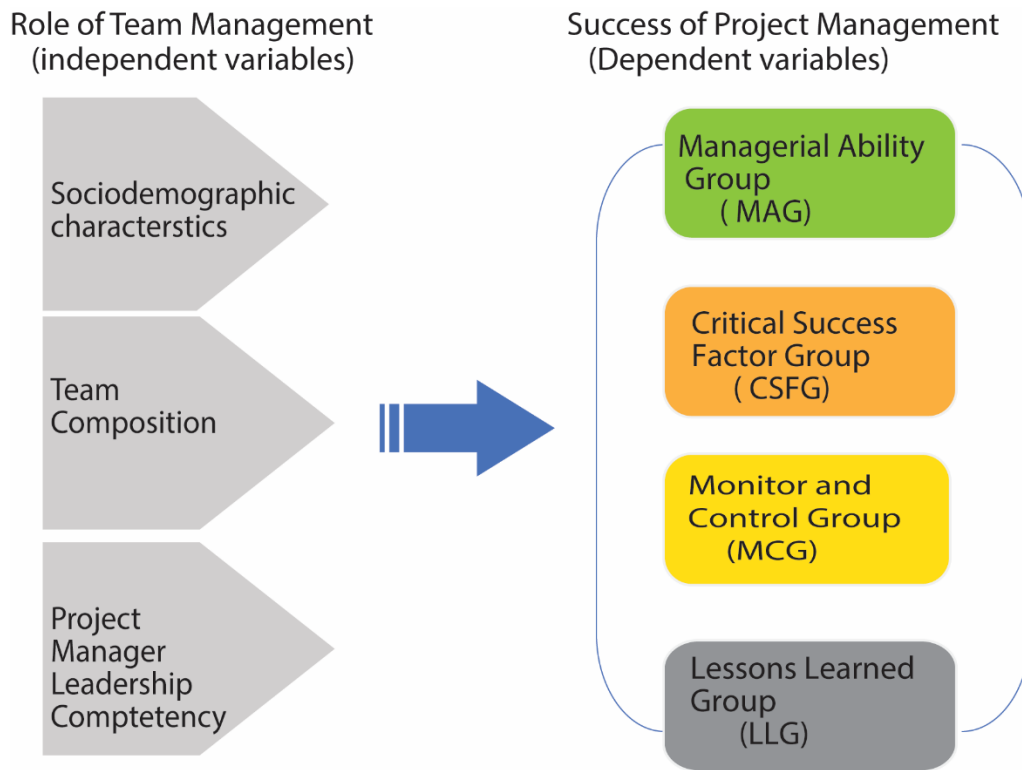 Role of Team Management
(independent variables)
Sociodemographic
characterstics
Team
Composition
Project
Manager
Leadership
Comptetency
Success of Project Management
(Dependent variables)
Managerial Ability
Group
( MAG)
Critical Success
Factor Group
( CSFG)
Monitor and
Control Group
(MCG)
Lessons Learned
Group
(LLG)